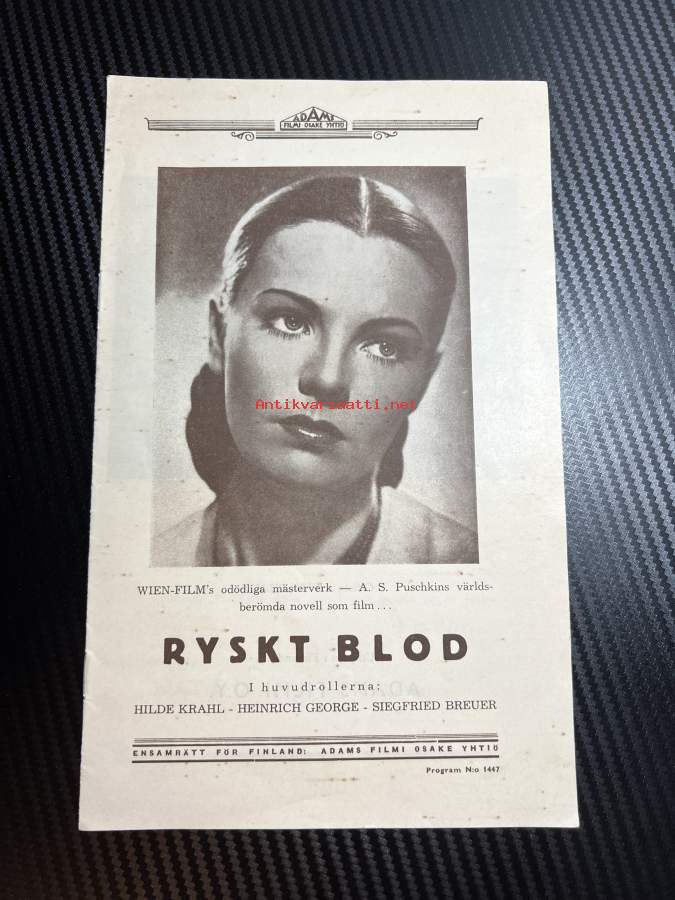 ADAMS
FILMI OSAKE YHTIÖ
Antikvariaatti.net
WIEN-FILM's odödliga mästerverk — A. S. Puschkins världs-
berömda novell som film ...
RYSKT BLOD
I huvudrollerna:
HILDE KRAHL - HEINRICH GEORGE - SIEGFRIED BREUER
ENSAMRÄTT FÖR FINLAND: ADAMS FILMI OSAKE YHTIÖ
Program N:o 1447